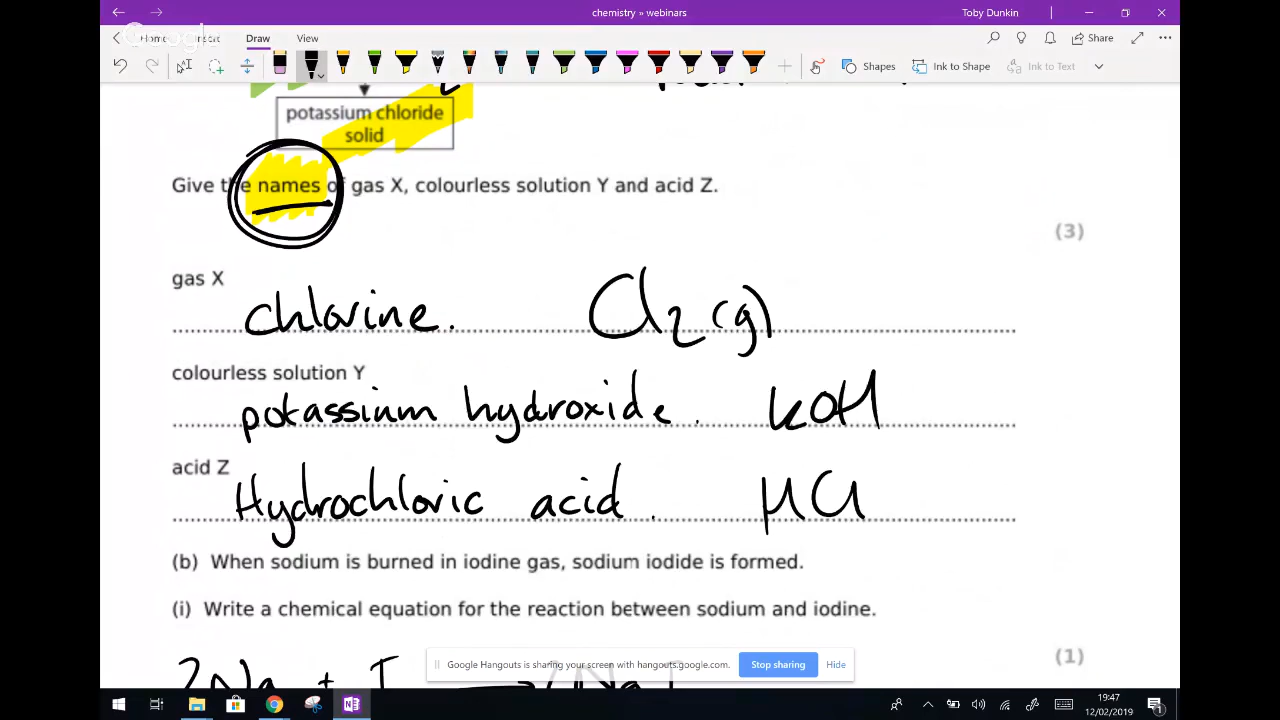 chemistry » webinars
Toby Dunkin
Google
Home
Draw
View
Share
Shapes
Ink to Shape
Ink to Text
potassium chloride
solid
Give the names of gas X, colourless solution Y and acid Z.
(3)
gas X
chlorine. Cl2(g)
colourless solution Y
potassium hydroxide. KOH
acid Z
Hydrochloric acid. HCl
(b) When sodium is burned in iodine gas, sodium iodide is formed.
(i) Write a chemical equation for the reaction between sodium and iodine.
(1)
2Na + I
Google Hangouts is sharing your screen with hangouts.google.com.
Stop sharing
Hide
19:47
12/02/2019
1